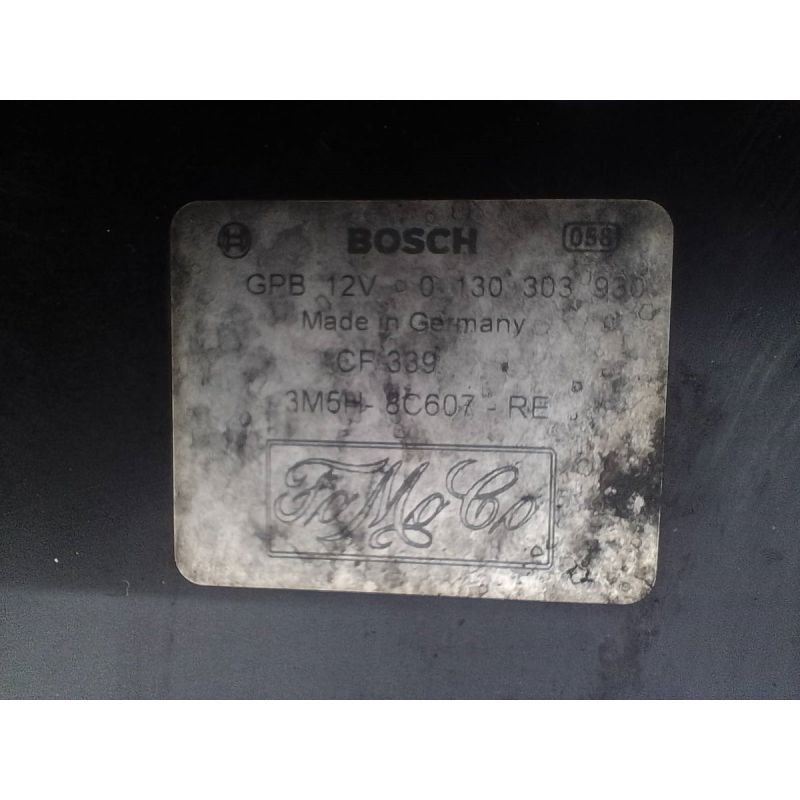 BOSCH 058
GPB 12V 0 130 303 930
Made in Germany
CF 339
3M5H- 8C607 - RE
FoMoCo